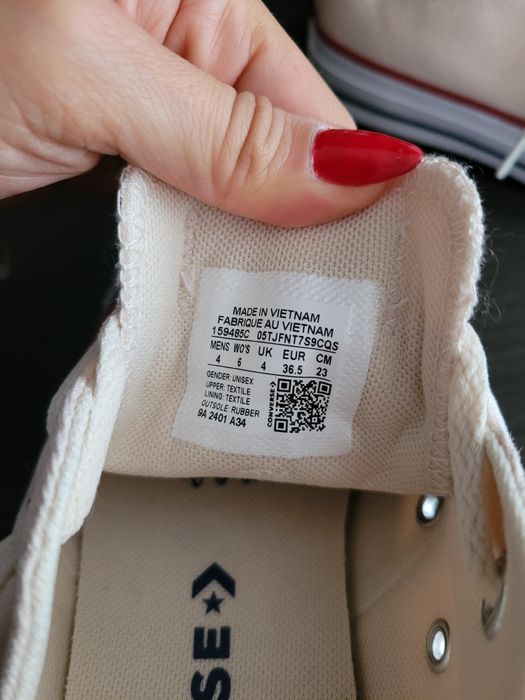 MADE IN VIETNAM
FABRIQUE AU VIETNAM
159485C 05TJFNT7S9CQS
MENS WO'S UK EUR CM
4 6 4 36.5 23
GENDER: UNISEX
UPPER: TEXTILE
LINING: TEXTILE
OUTSOLE: RUBBER
9A 2401 A34
CONVERSE
SE